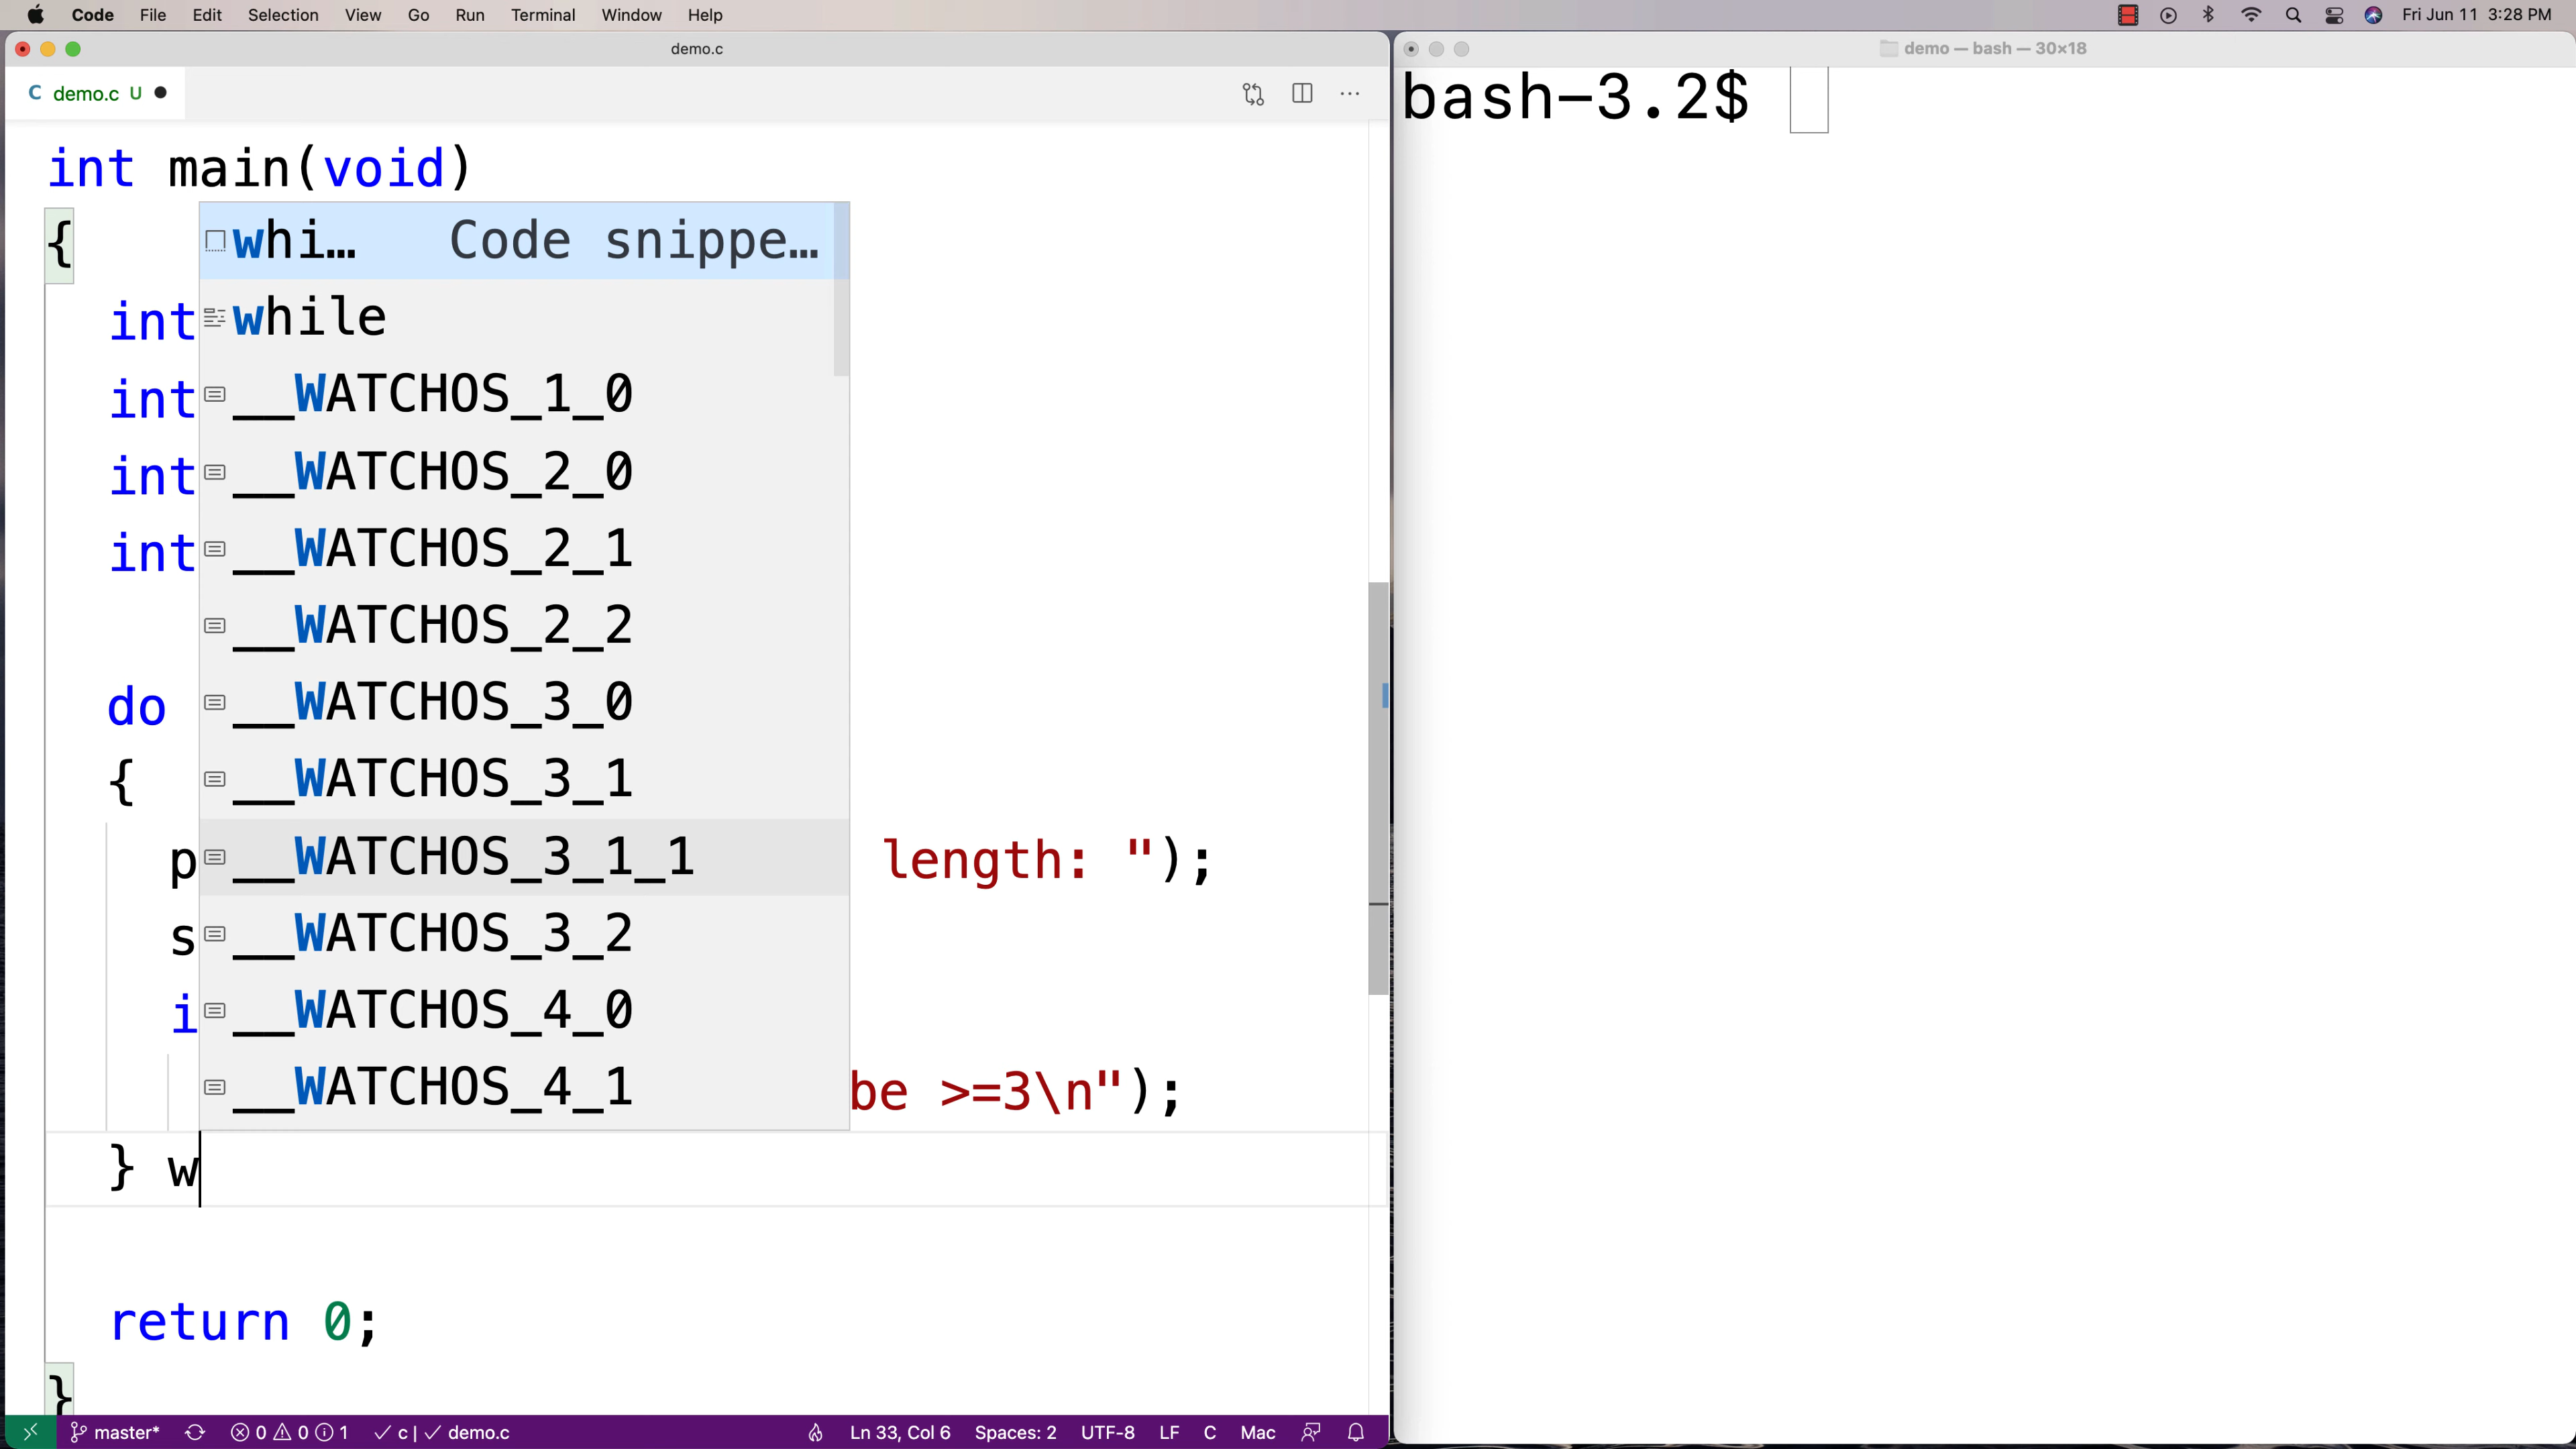 Code File Edit Selection View Go Run Terminal Window Help Fri Jun 11 3:28 PM
demo.c
demo — bash — 30×18
C demo.c U
bash-3.2$
int main(void)
{
whi… Code snippe…
int while
__WATCHOS_1_0
int
int __WATCHOS_2_0
int __WATCHOS_2_1
__WATCHOS_2_2
do __WATCHOS_3_0
{ __WATCHOS_3_1
p __WATCHOS_3_1_1 length: ");
s __WATCHOS_3_2
i __WATCHOS_4_0
__WATCHOS_4_1 be >=3\n");
} w
return 0;
}
master* 0 0 1 c | demo.c Ln 33, Col 6 Spaces: 2 UTF-8 LF C Mac